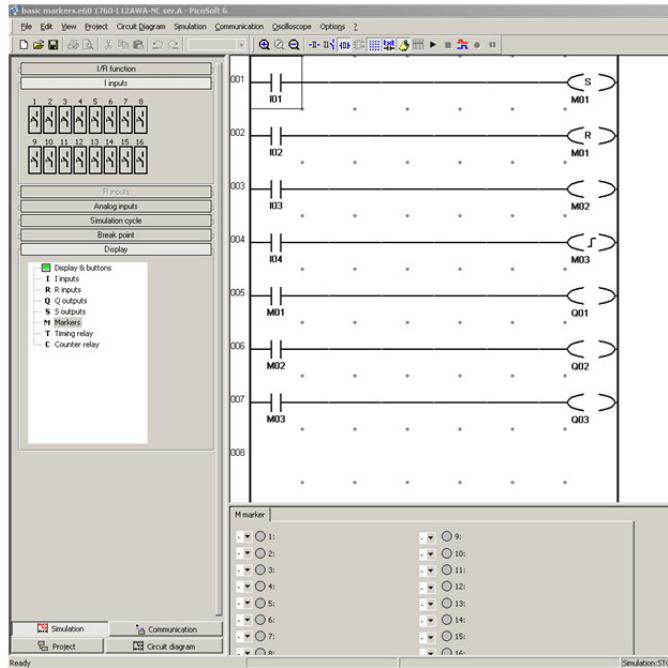 basic markers.e60 1760-L12AWA-NC ver.A - PicoSoft 6
File Edit View Project Circuit Diagram Simulation Communication Oscilloscope Options ?
I/R function
I inputs
1 2 3 4 5 6 7 8
9 10 11 12 13 14 15 16
R inputs
Analog inputs
Simulation cycle
Break point
Display
Display & buttons
I I inputs
R R inputs
Q Q outputs
S S outputs
M Markers
T Timing relay
C Counter relay
001 I01 S M01
002 I02 R M01
003 I03 M02
004 I04 M03
005 M01 Q01
006 M02 Q02
007 M03 Q03
008
M marker
- 1: - 9:
- 2: - 10:
- 3: - 11:
- 4: - 12:
- 5: - 13:
- 6: - 14:
- 7: - 15:
- 8: - 16:
Simulation Communication
Project Circuit diagram
Ready Simulation:STO